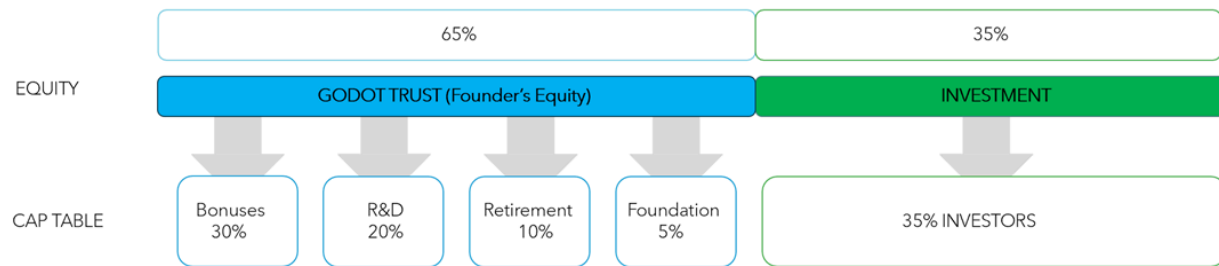 65%
35%
EQUITY
GODOT TRUST (Founder's Equity)
INVESTMENT
CAP TABLE
Bonuses
30%
R&D
20%
Retirement
10%
Foundation
5%
35% INVESTORS